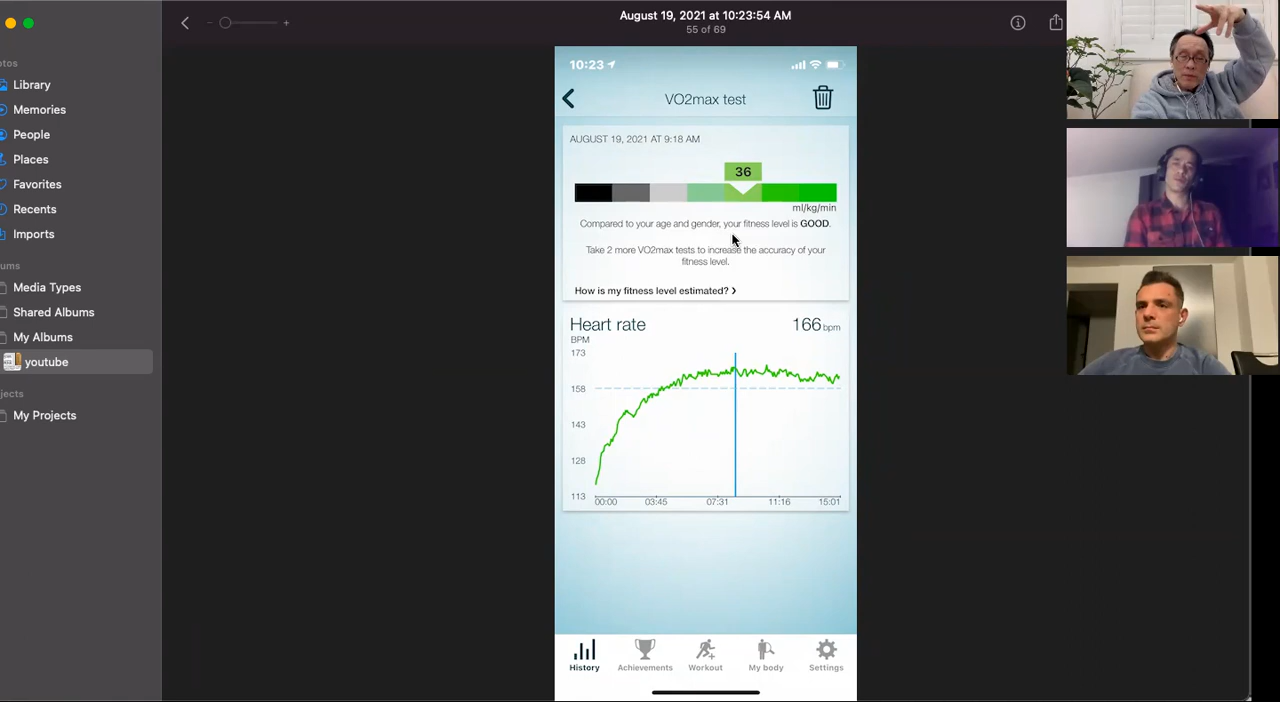 August 19, 2021 at 10:23:54 AM
55 of 69
otos
Library
Memories
People
Places
Favorites
Recents
Imports
ums
Media Types
Shared Albums
My Albums
youtube
jects
My Projects
10:23
VO2max test
AUGUST 19, 2021 AT 9:18 AM
36
ml/kg/min
Compared to your age and gender, your fitness level is GOOD.
Take 2 more VO2max tests to increase the accuracy of your
fitness level.
How is my fitness level estimated? >
Heart rate 166 bpm
BPM
173
158
143
128
113
00:00 03:45 07:31 11:16 15:01
History Achievements Workout My body Settings